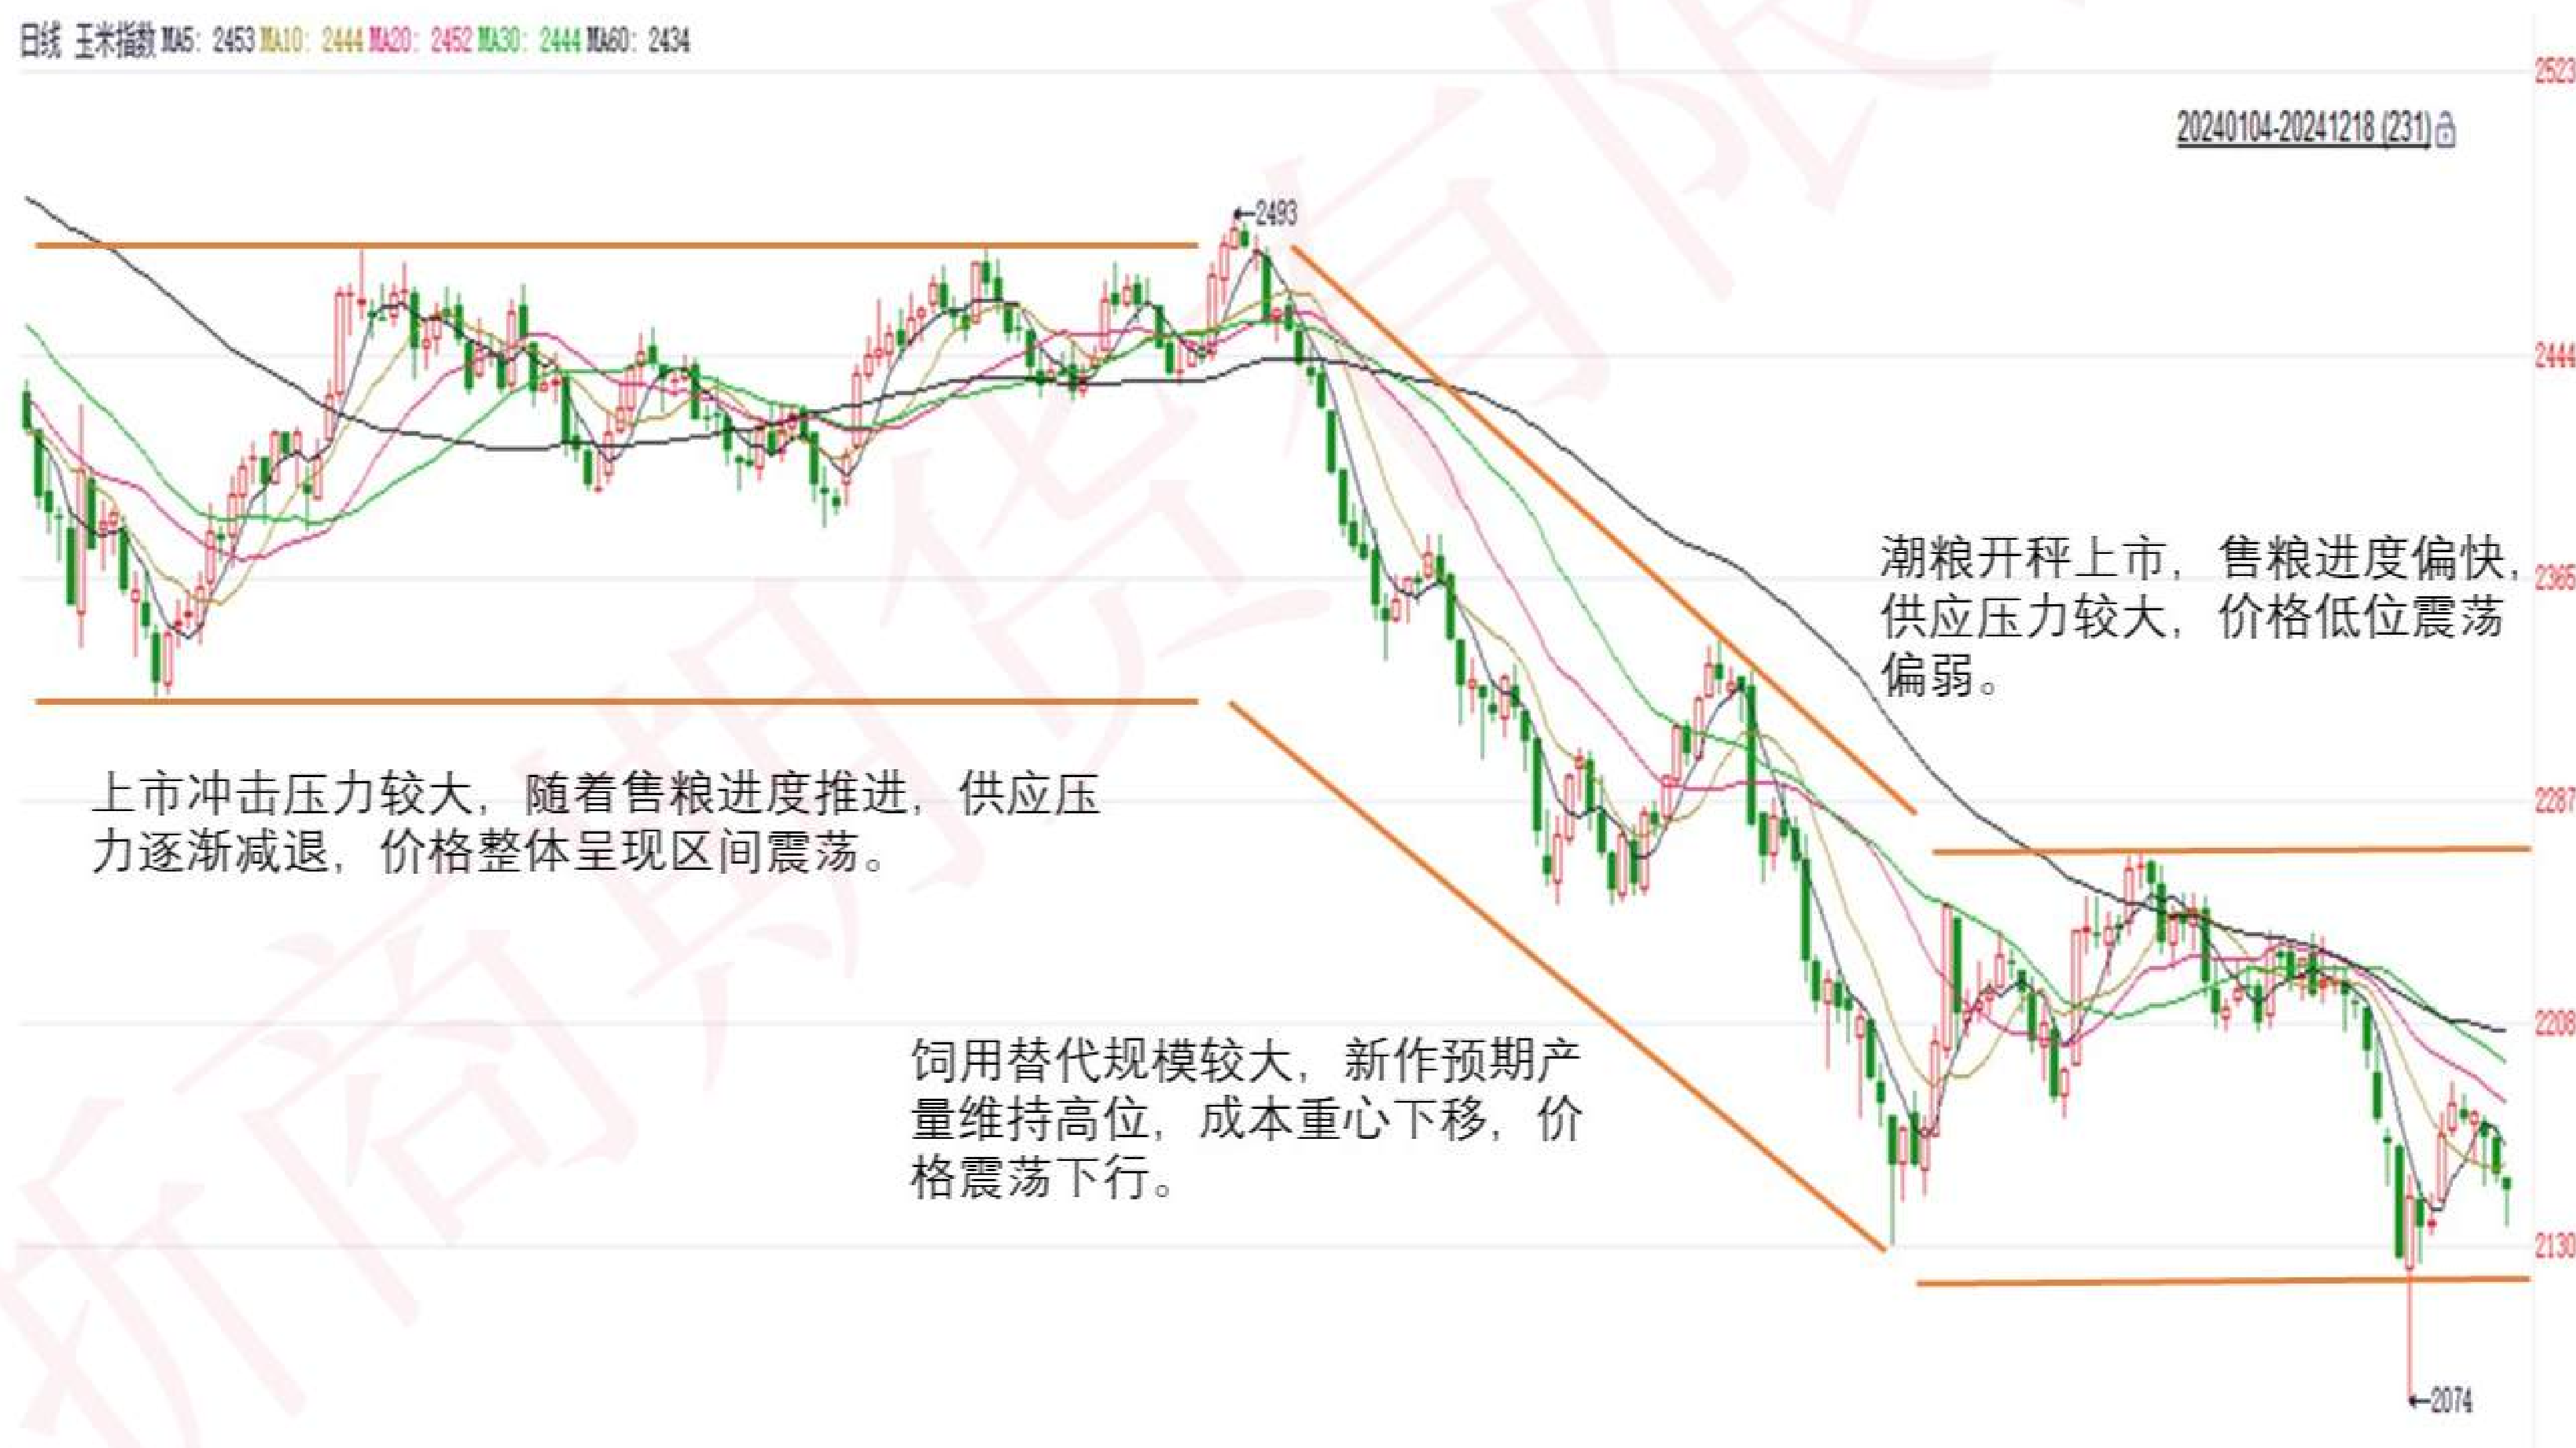 日线 玉米指数 MA5: 2453 MA10: 2444 MA20: 2452 MA30: 2444 MA60: 2434
2523
20240104-20241218 (231)
←2493
2444
潮粮开秤上市，售粮进度偏快，
供应压力较大，价格低位震荡
偏弱。
2365
上市冲击压力较大，随着售粮进度推进，供应压
力逐渐减退，价格整体呈现区间震荡。
2287
饲用替代规模较大，新作预期产
量维持高位，成本重心下移，价
格震荡下行。
2208
2130
←2074
浙商期货有限